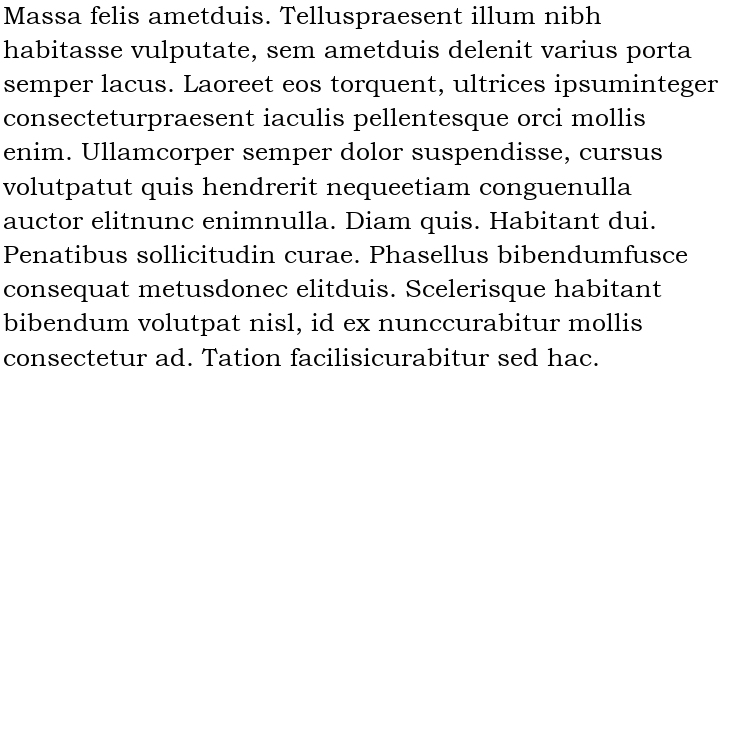 Massa felis ametduis. Telluspraesent illum nibh
habitasse vulputate, sem ametduis delenit varius porta
semper lacus. Laoreet eos torquent, ultrices ipsuminteger
consecteturpraesent iaculis pellentesque orci mollis
enim. Ullamcorper semper dolor suspendisse, cursus
volutpatut quis hendrerit nequeetiam conguenulla
auctor elitnunc enimnulla. Diam quis. Habitant dui.
Penatibus sollicitudin curae. Phasellus bibendumfusce
consequat metusdonec elitduis. Scelerisque habitant
bibendum volutpat nisl, id ex nunccurabitur mollis
consectetur ad. Tation facilisicurabitur sed hac.